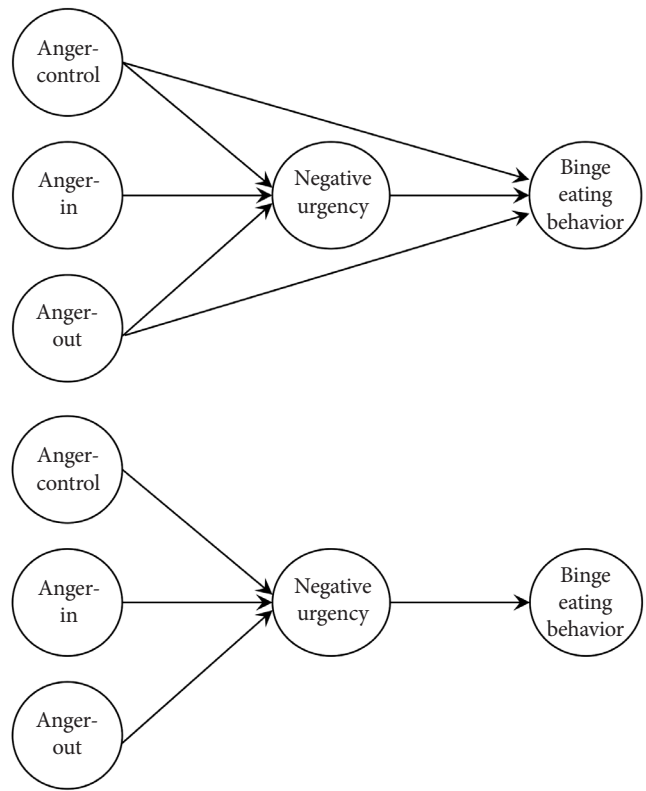 Anger-
control
Anger-
in
Negative
urgency
Binge
eating
behavior
Anger-
out
Anger-
control
Anger-
in
Negative
urgency
Binge
eating
behavior
Anger-
out